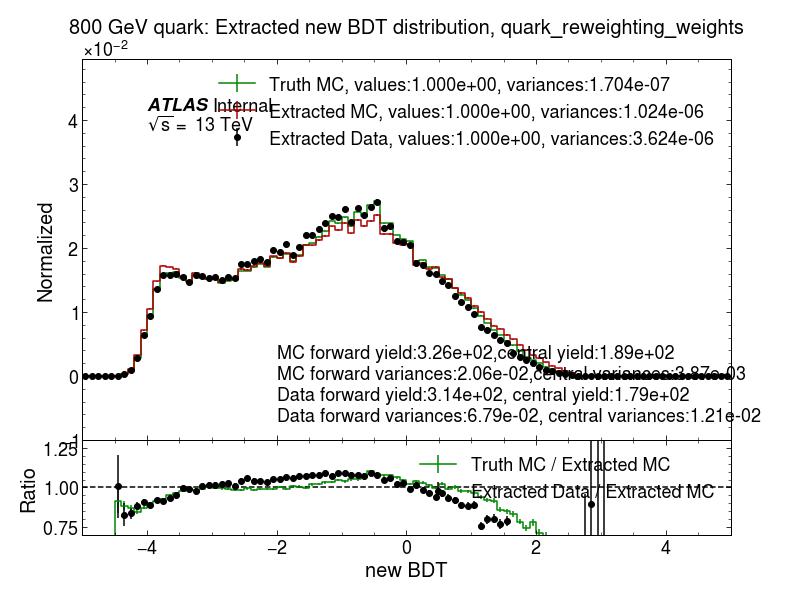 800 GeV quark: Extracted new BDT distribution, quark_reweighting_weights
×10−2
Truth MC, values:1.000e+00, variances:1.704e-07
ATLAS Internal
Extracted MC, values:1.000e+00, variances:1.024e-06
√s = 13 TeV
Extracted Data, values:1.000e+00, variances:3.624e-06
4
3
2
1
0
−1
Normalized
MC forward yield:3.26e+02,central yield:1.89e+02
MC forward variances:2.06e-02,central variances:3.87e-03
Data forward yield:3.14e+02, central yield:1.79e+02
Data forward variances:6.79e-02, central variances:1.21e-02
1.25
1.00
0.75
Ratio
Truth MC / Extracted MC
Extracted Data / Extracted MC
−4 −2 0 2 4
new BDT